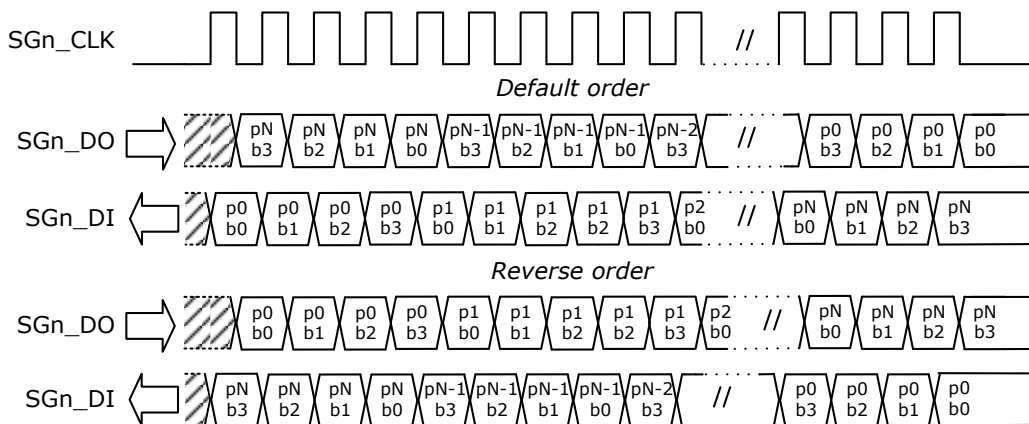 SGn_CLK //
Default order
SGn_DO pN b3 pN b2 pN b1 pN b0 pN-1 b3 pN-1 b2 pN-1 b1 pN-1 b0 pN-2 b3 // p0 b3 p0 b2 p0 b1 p0 b0
SGn_DI p0 b0 p0 b1 p0 b2 p0 b3 p1 b0 p1 b1 p1 b2 p1 b3 p2 b0 // pN b0 pN b1 pN b2 pN b3
Reverse order
SGn_DO p0 b0 p0 b1 p0 b2 p0 b3 p1 b0 p1 b1 p1 b2 p1 b3 p2 b0 // pN b0 pN b1 pN b2 pN b3
SGn_DI pN b3 pN b2 pN b1 pN b0 pN-1 b3 pN-1 b2 pN-1 b1 pN-1 b0 pN-2 b3 // p0 b3 p0 b2 p0 b1 p0 b0